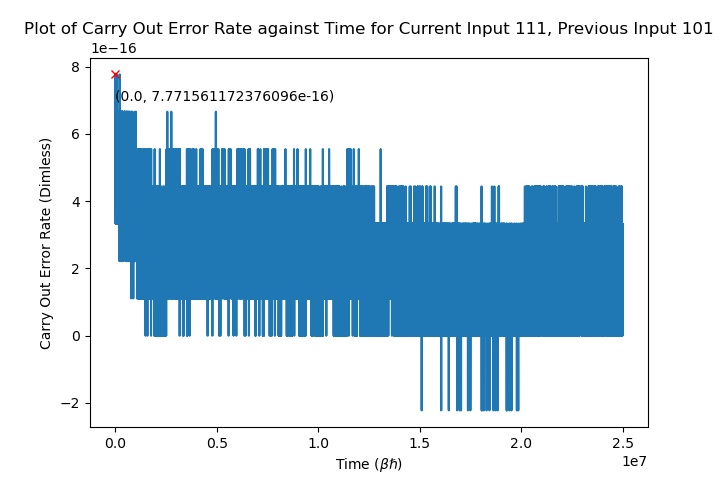 Plot of Carry Out Error Rate against Time for Current Input 111, Previous Input 101
1e−16
8
(0.0, 7.771561172376096e-16)
6
4
2
0
−2
Carry Out Error Rate (Dimless)
0.0 0.5 1.0 1.5 2.0 2.5
1e7
Time (βℏ)